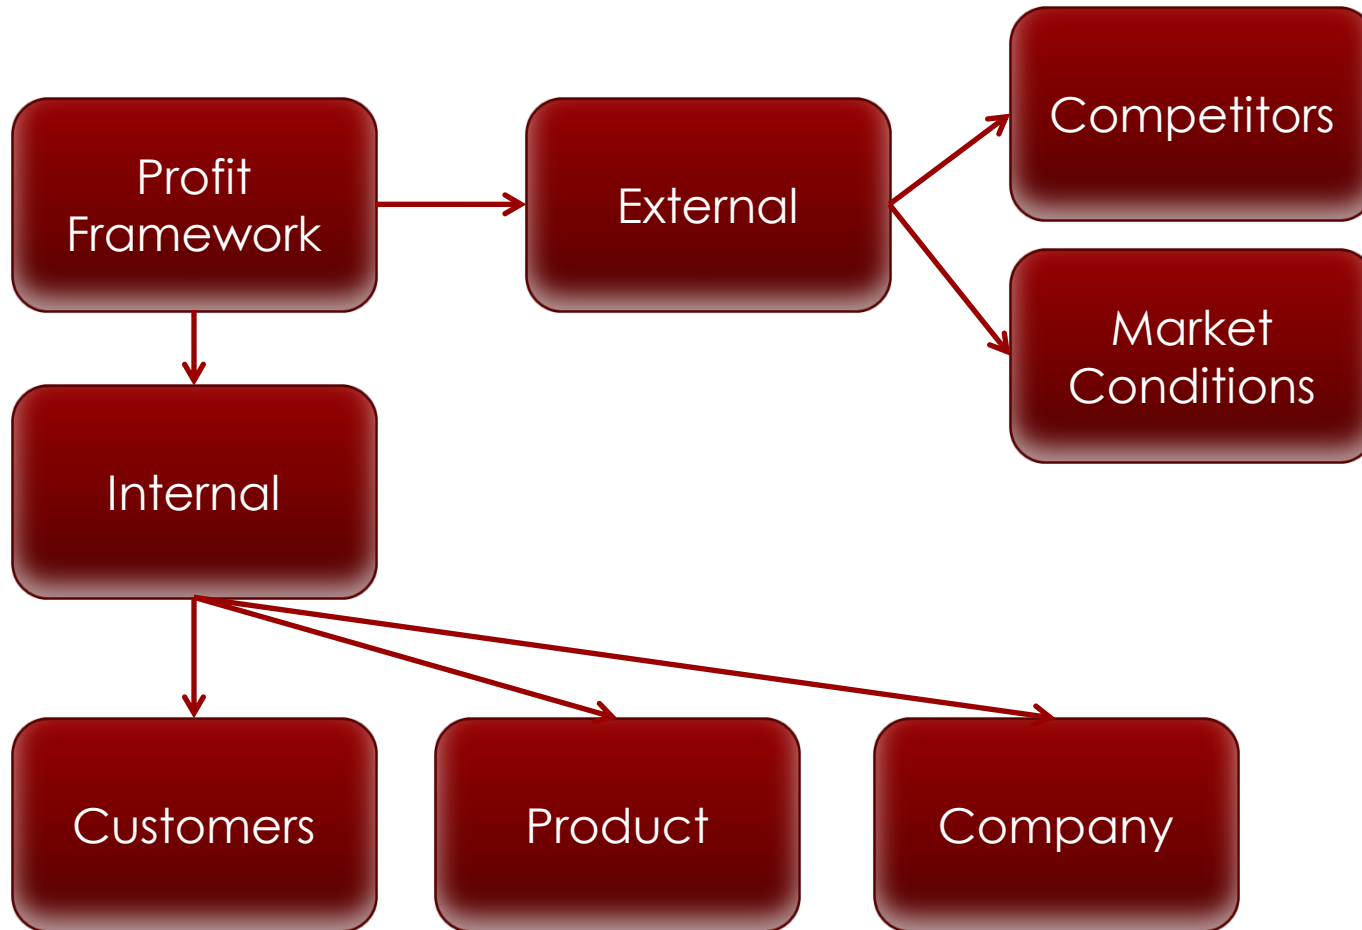 Profit
Framework
External
Competitors
Market
Conditions
Internal
Customers
Product
Company